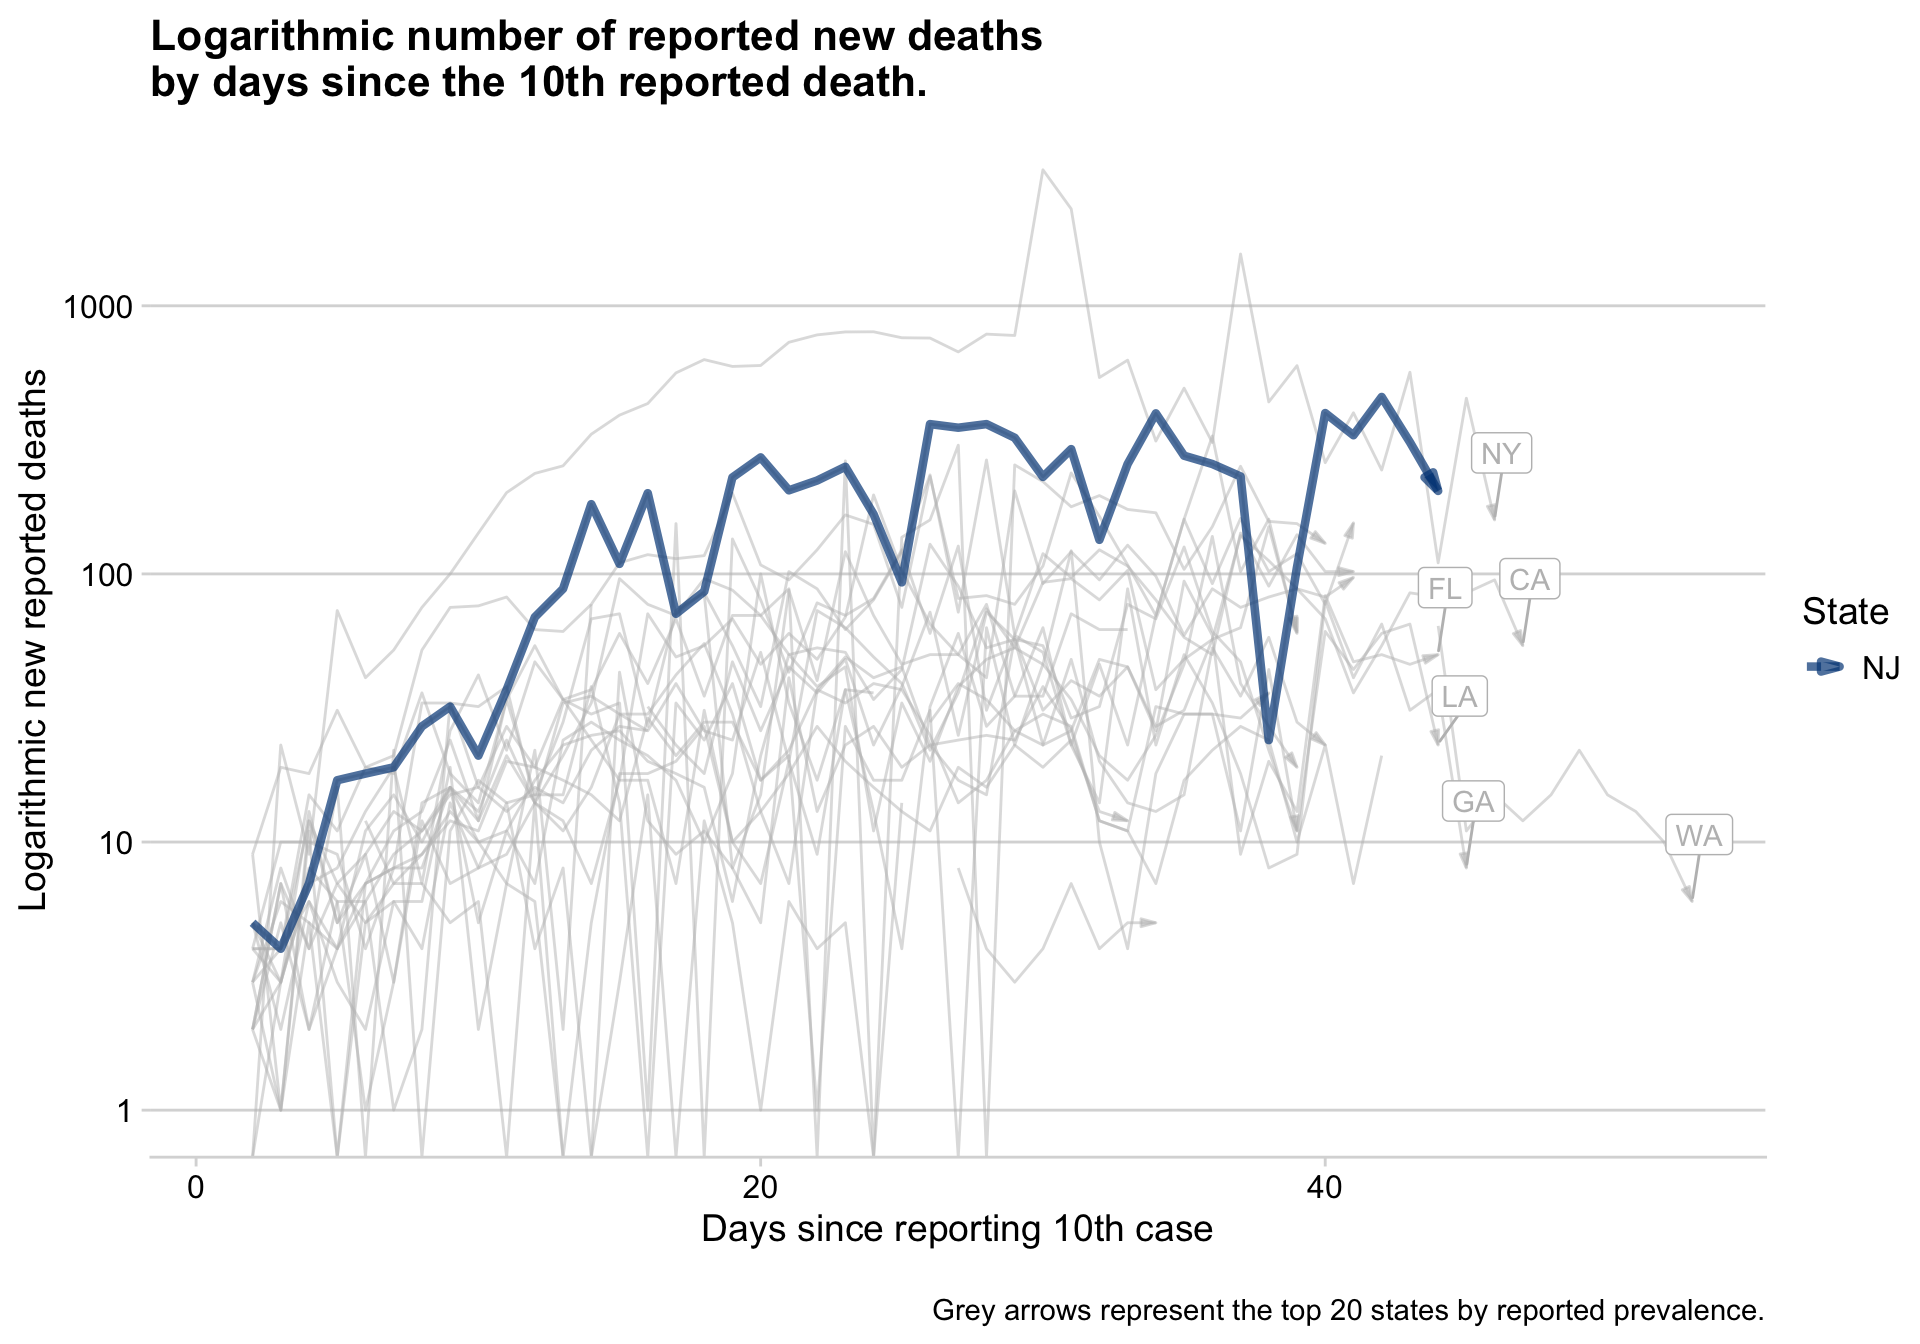 Logarithmic number of reported new deaths
by days since the 10th reported death.
Logarithmic new reported deaths
1000
100
10
1
NY
CA
FL
LA
GA
WA
State
NJ
0
20
40
Days since reporting 10th case
Grey arrows represent the top 20 states by reported prevalence.